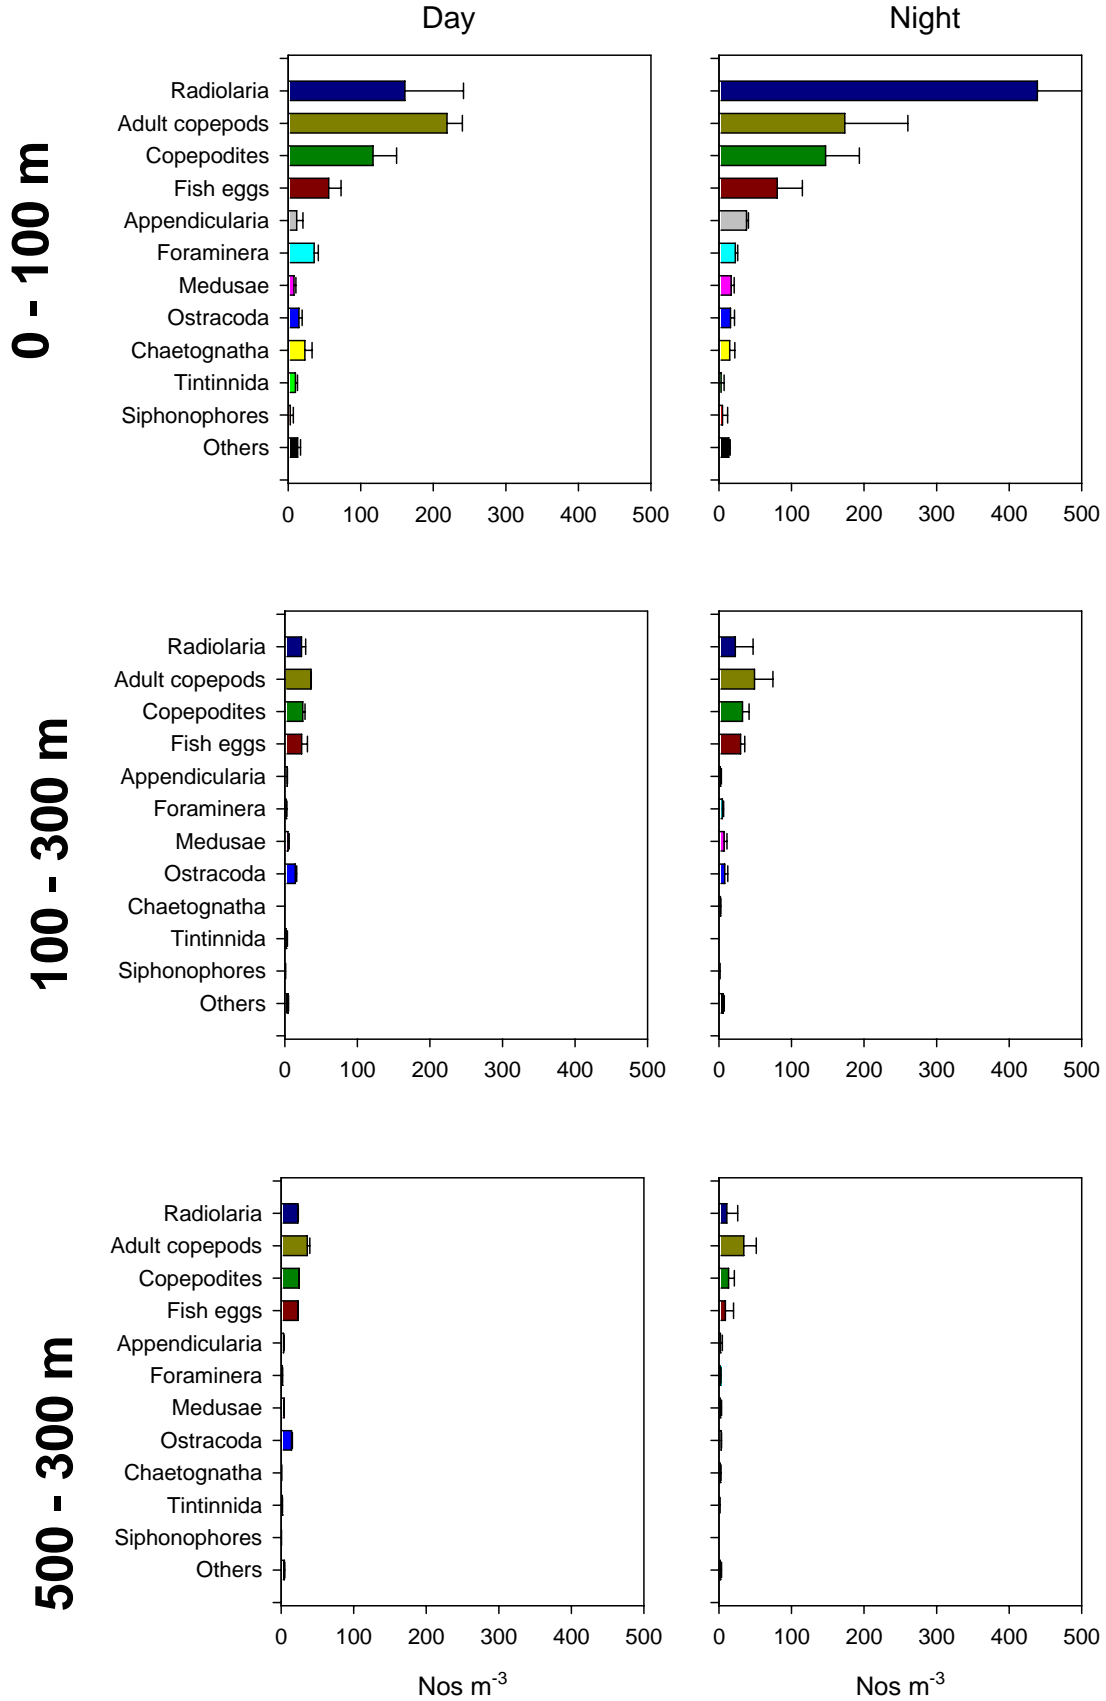 Day Night
0 - 100 m
Radiolaria
Adult copepods
Copepodites
Fish eggs
Appendicularia
Foraminera
Medusae
Ostracoda
Chaetognatha
Tintinnida
Siphonophores
Others
0 100 200 300 400 500 0 100 200 300 400 500
100 - 300 m
Radiolaria
Adult copepods
Copepodites
Fish eggs
Appendicularia
Foraminera
Medusae
Ostracoda
Chaetognatha
Tintinnida
Siphonophores
Others
0 100 200 300 400 500 0 100 200 300 400 500
500 - 300 m
Radiolaria
Adult copepods
Copepodites
Fish eggs
Appendicularia
Foraminera
Medusae
Ostracoda
Chaetognatha
Tintinnida
Siphonophores
Others
0 100 200 300 400 500 0 100 200 300 400 500
Nos m⁻³ Nos m⁻³